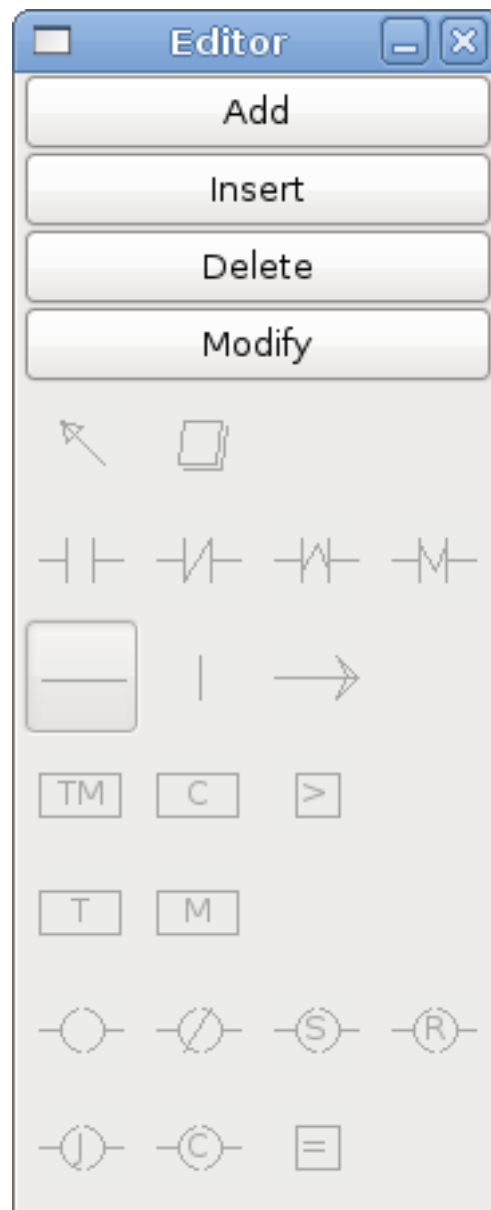 Editor
Add
Insert
Delete
Modify
TM C >
T M
S R
J C =